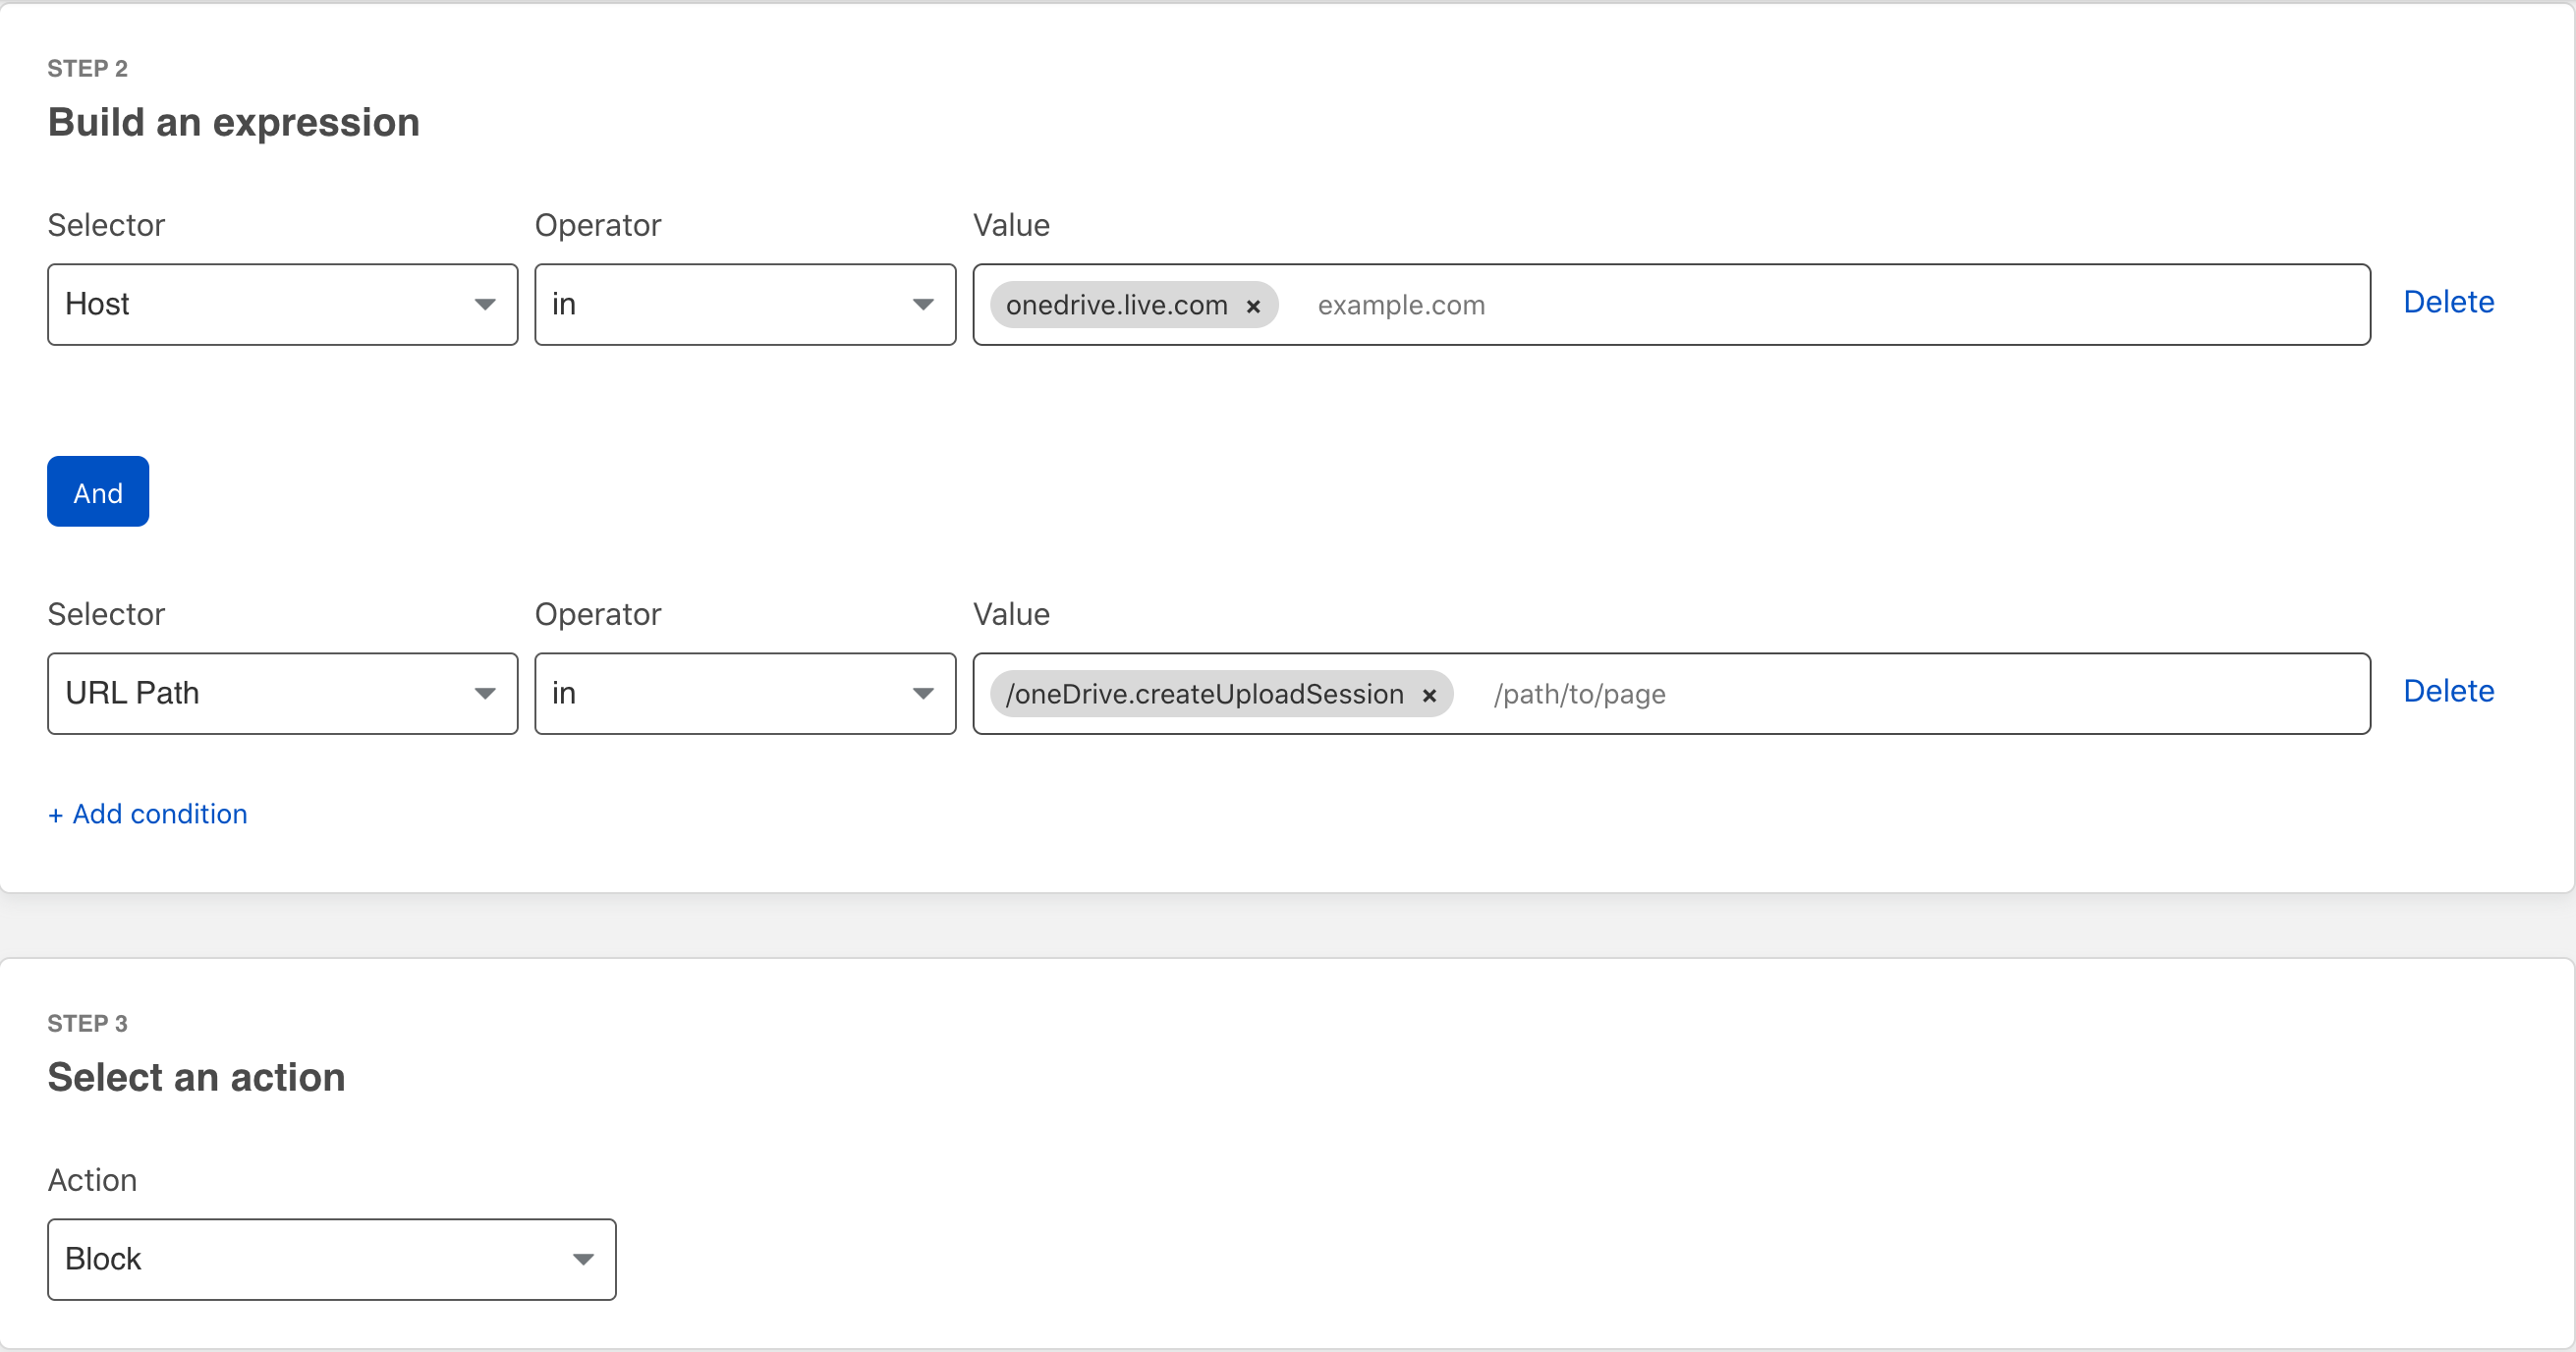 STEP 2
Build an expression
Selector Operator Value
Host in onedrive.live.com × example.com Delete
And
Selector Operator Value
URL Path in /oneDrive.createUploadSession × /path/to/page Delete
+ Add condition
STEP 3
Select an action
Action
Block